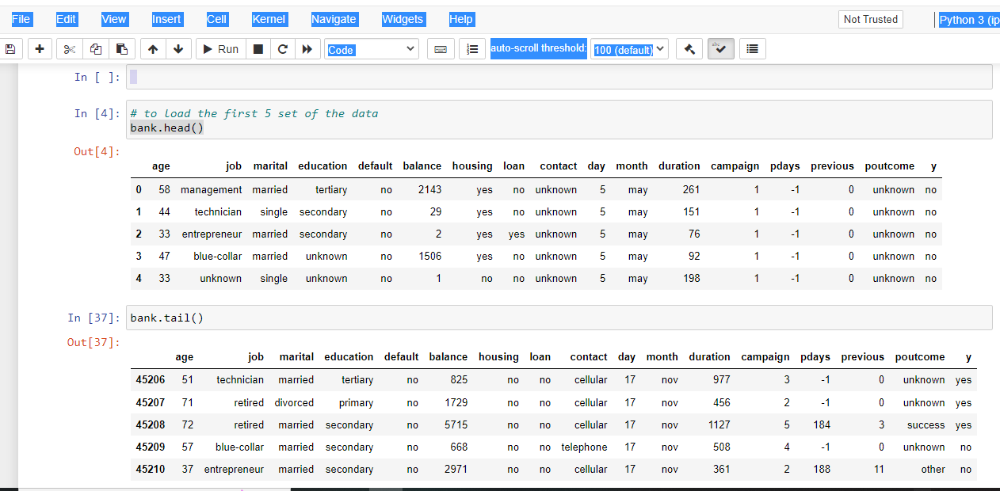 File Edit View Insert Cell Kernel Navigate Widgets Help Not Trusted Python 3 (ip
Run Code auto-scroll threshold: 100 (default) abc
In [ ]:
In [4]: # to load the first 5 set of the data
bank.head()
Out[4]:
age job marital education default balance housing loan contact day month duration campaign pdays previous poutcome y
0 58 management married tertiary no 2143 yes no unknown 5 may 261 1 -1 0 unknown no
1 44 technician single secondary no 29 yes no unknown 5 may 151 1 -1 0 unknown no
2 33 entrepreneur married secondary no 2 yes yes unknown 5 may 76 1 -1 0 unknown no
3 47 blue-collar married unknown no 1506 yes no unknown 5 may 92 1 -1 0 unknown no
4 33 unknown single unknown no 1 no no unknown 5 may 198 1 -1 0 unknown no
In [37]: bank.tail()
Out[37]:
age job marital education default balance housing loan contact day month duration campaign pdays previous poutcome y
45206 51 technician married tertiary no 825 no no cellular 17 nov 977 3 -1 0 unknown yes
45207 71 retired divorced primary no 1729 no no cellular 17 nov 456 2 -1 0 unknown yes
45208 72 retired married secondary no 5715 no no cellular 17 nov 1127 5 184 3 success yes
45209 57 blue-collar married secondary no 668 no no telephone 17 nov 508 4 -1 0 unknown no
45210 37 entrepreneur married secondary no 2971 no no cellular 17 nov 361 2 188 11 other no